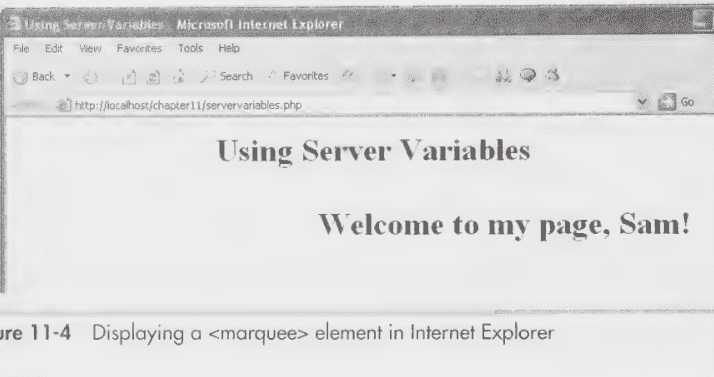 Using Server Variables - Microsoft Internet Explorer
File Edit View Favorites Tools Help
Back Search Favorites
http://localhost/chapter11/servervariables.php Go
Using Server Variables
Welcome to my page, Sam!
ure 11-4 Displaying a <marquee> element in Internet Explorer